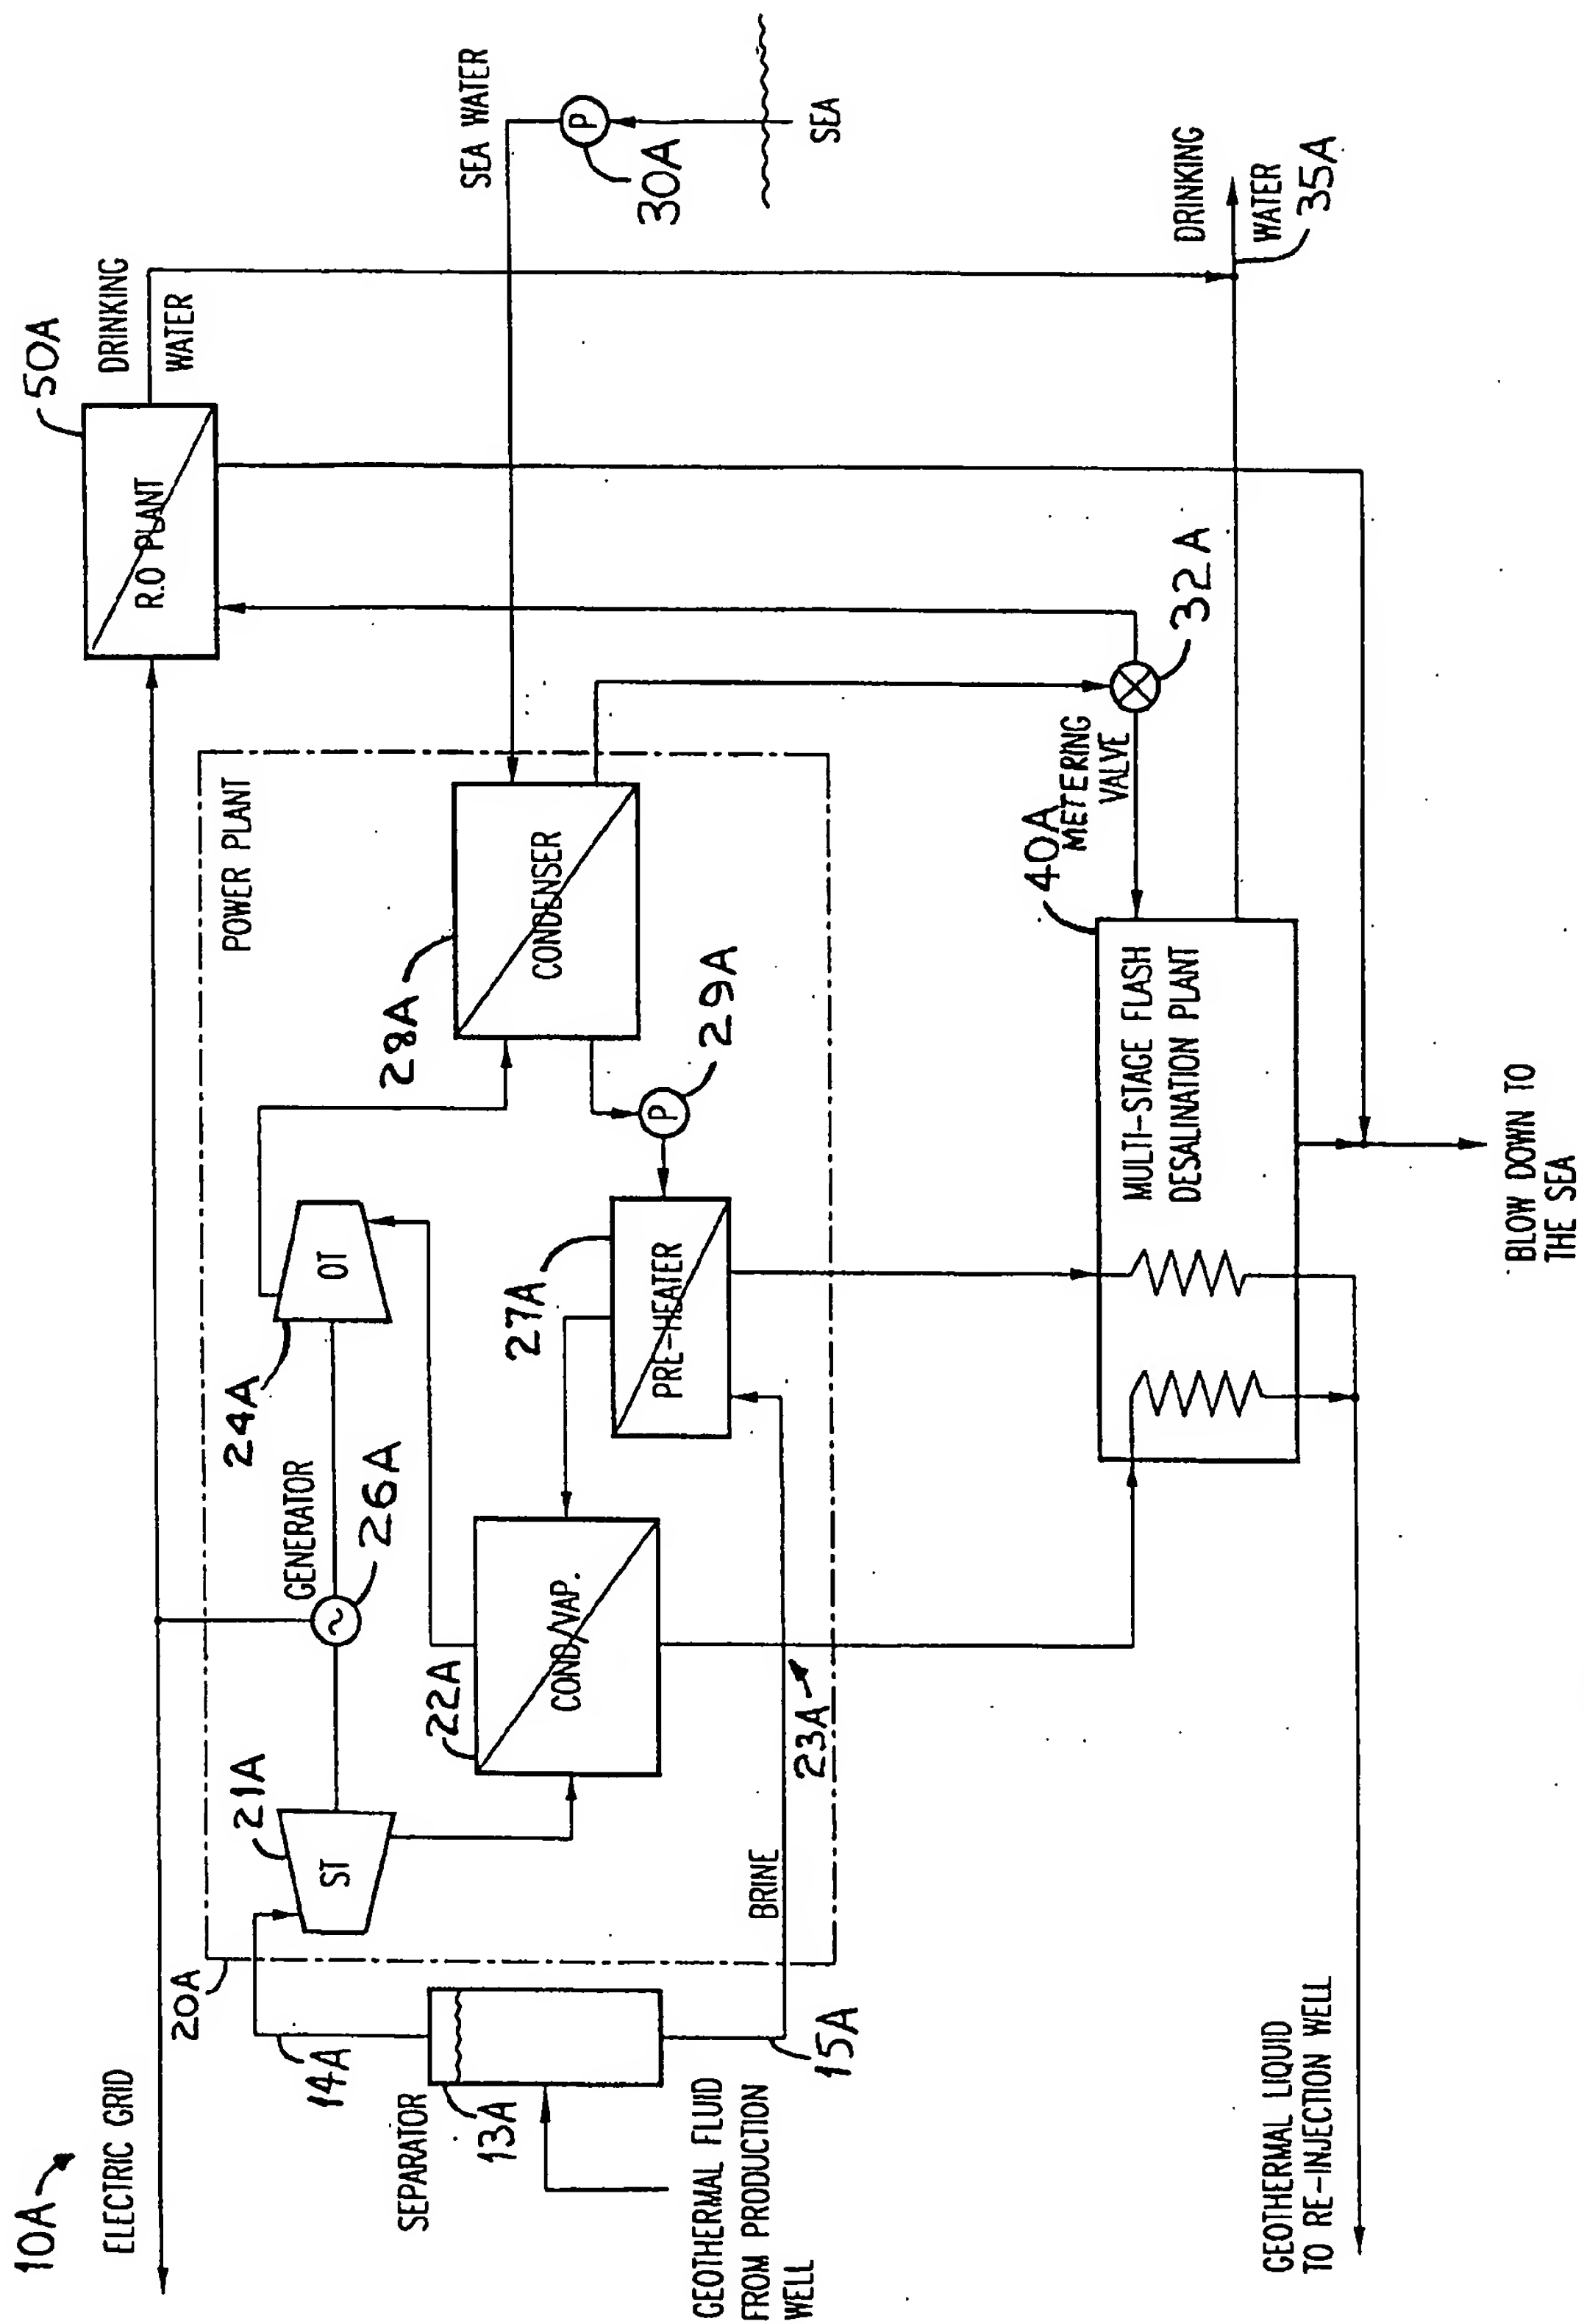 10A
ELECTRIC GRID
20A
14A
SEPARATOR
13A
GEOTHERMAL FLUID
FROM PRODUCTION
WELL
15A
BRINE
21A
ST
GENERATOR
26A
24A
OT
22A
COND/VAP.
23A
27A
PRE-HEATER
29A
P
28A
CONDENSER
POWER PLANT
R.O PLANT
50A
DRINKING
WATER
SEA WATER
P
30A
SEA
DRINKING
WATER
35A
32A
METERING
VALVE
40A
MULTI-STAGE FLASH
DESALINATION PLANT
BLOW DOWN TO
THE SEA
GEOTHERMAL LIQUID
TO RE-INJECTION WELL